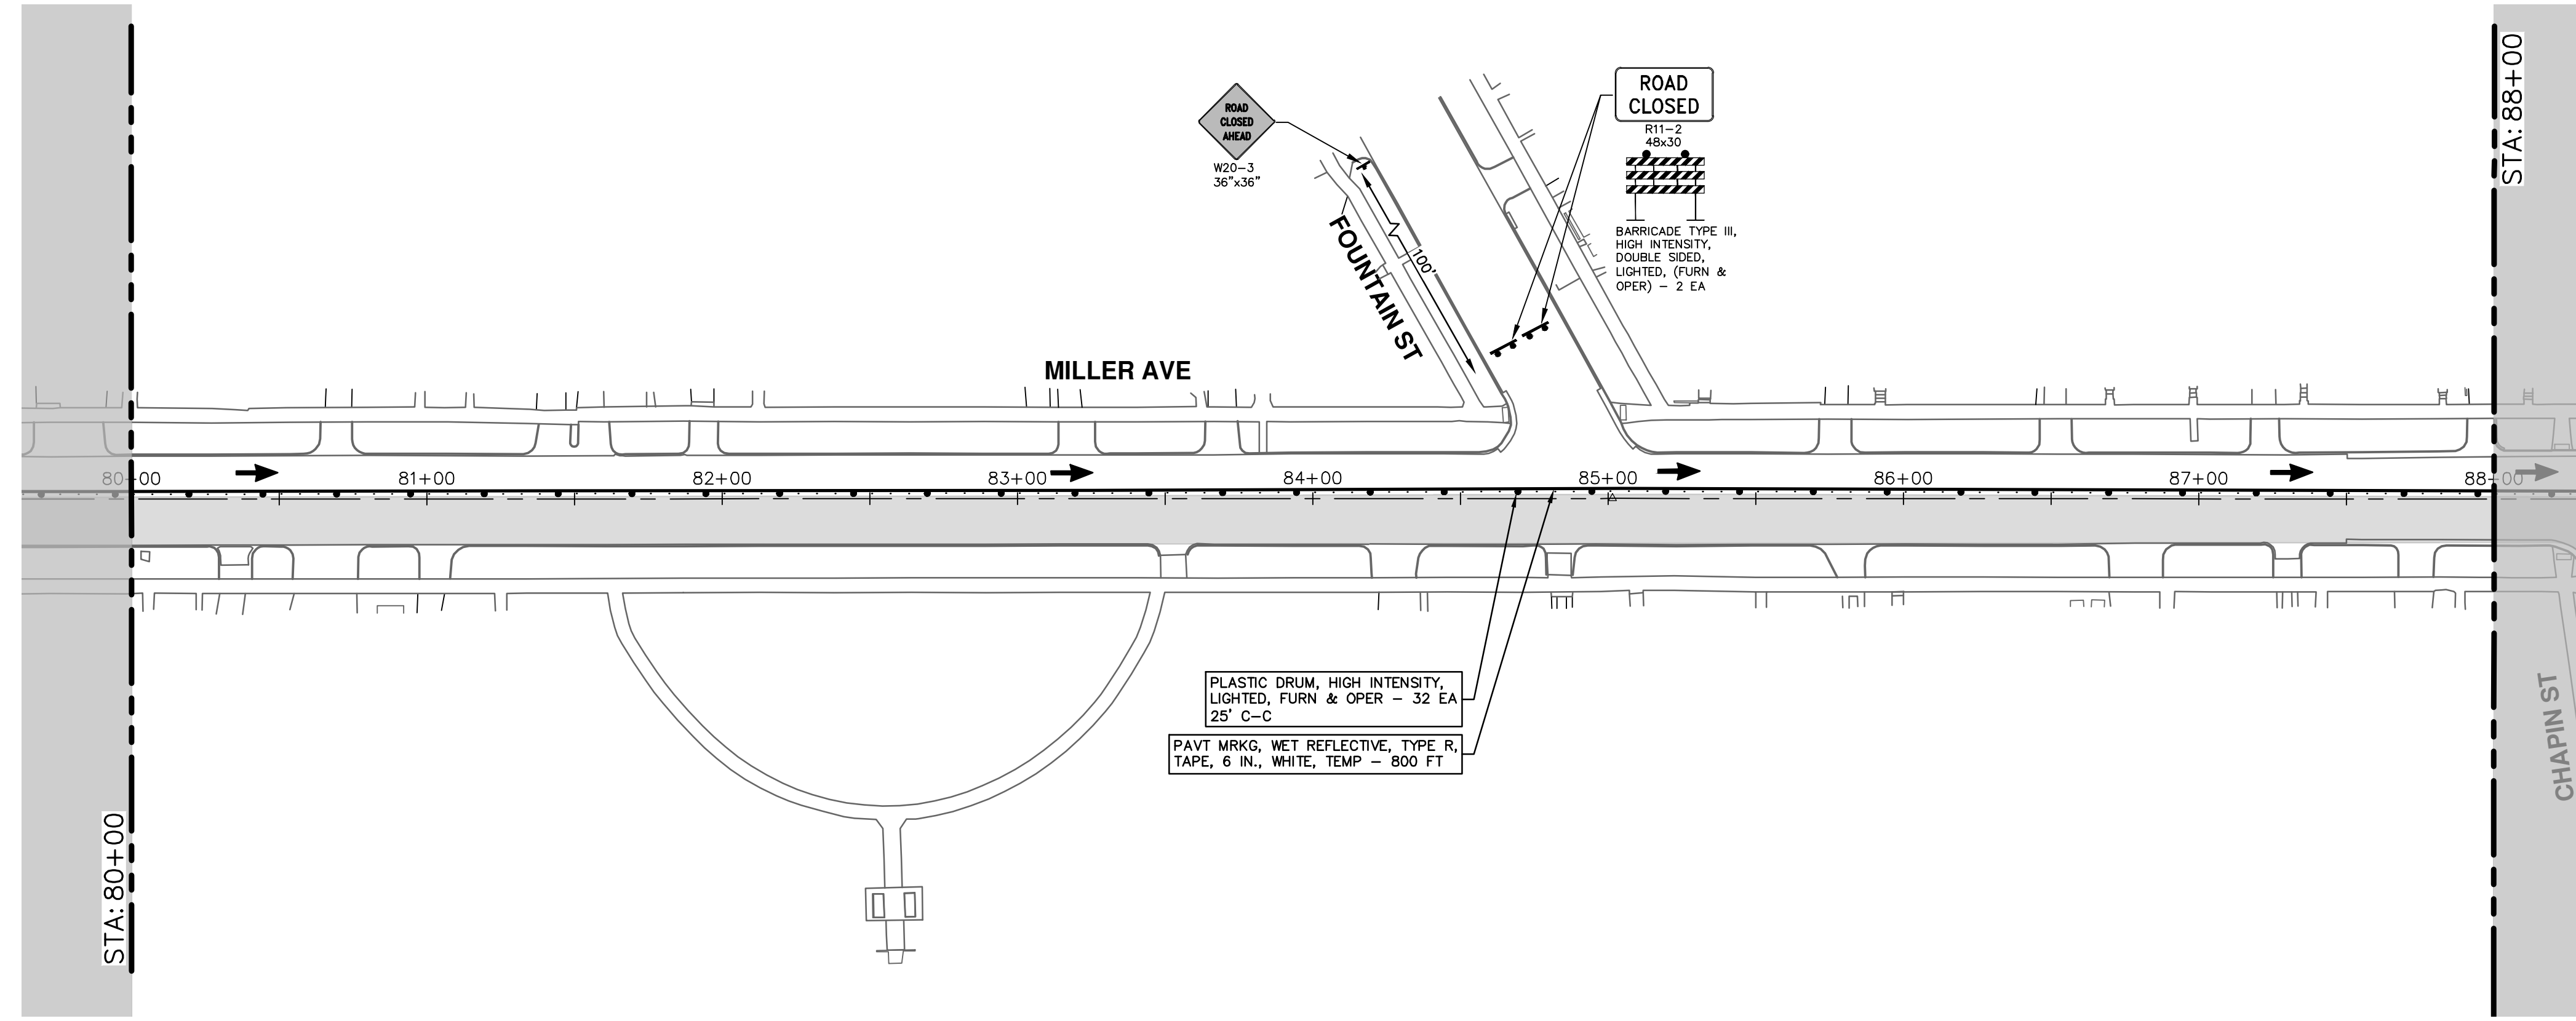 STA: 88+00
ROAD
CLOSED
AHEAD
W20-3
36"x36"
ROAD
CLOSED
R11-2
48x30
BARRICADE TYPE III,
HIGH INTENSITY,
DOUBLE SIDED,
LIGHTED, (FURN &
OPER) - 2 EA
FOUNTAIN ST
100'
MILLER AVE
80+00
81+00
82+00
83+00
84+00
85+00
86+00
87+00
88+00
PLASTIC DRUM, HIGH INTENSITY,
LIGHTED, FURN & OPER - 32 EA
25' C-C
PAVT MRKG, WET REFLECTIVE, TYPE R,
TAPE, 6 IN., WHITE, TEMP - 800 FT
CHAPIN ST
STA: 80+00